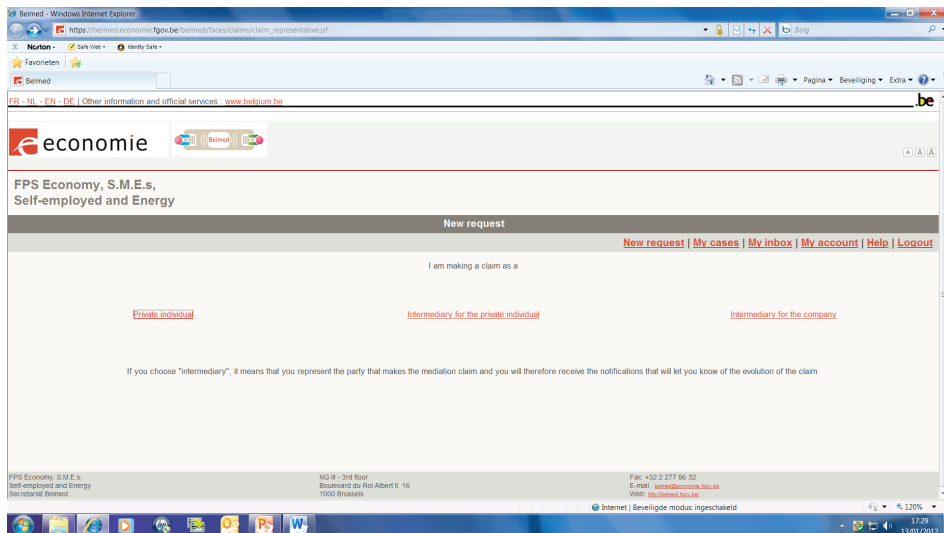 Belmed - Windows Internet Explorer
https://belmed.economie.fgov.be/belmed/faces/claims/claim_representative.jsf
Bing
X Norton - Safe Web - Identity Safe -
Favorieten
Belmed
Pagina Beveiliging Extra
FR - NL - EN - DE | Other information and official services : www.belgium.be
.be
economie
Belmed
A A A
FPS Economy, S.M.E.s,
Self-employed and Energy
New request
New request | My cases | My inbox | My account | Help | Logout
I am making a claim as a
Private individual
Intermediary for the private individual
Intermediary for the company
If you choose "intermediary", it means that you represent the party that makes the mediation claim and you will therefore receive the notifications that will let you know of the evolution of the claim.
FPS Economy, S.M.E.s,
Self-employed and Energy
Secretariat Belmed
NG III - 3rd floor
Boulevard du Roi Albert II, 16
1000 Brussels
Fax: +32 2 277 96 32
E-mail : belmed@economie.fgov.be
Web: http://belmed.fgov.be/
Internet | Beveiligde modus: ingeschakeld
120%
17:29
13/01/2012